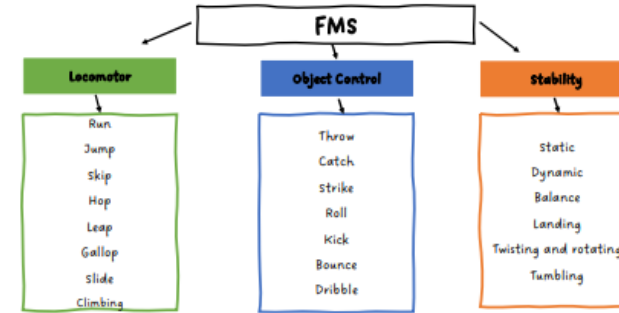 FMS
Locomotor
Run
Jump
Skip
Hop
Leap
Gallop
Slide
Climbing
Object Control
Throw
Catch
Strike
Roll
Kick
Bounce
Dribble
Stability
Static
Dynamic
Balance
Landing
Twisting and rotating
Tumbling